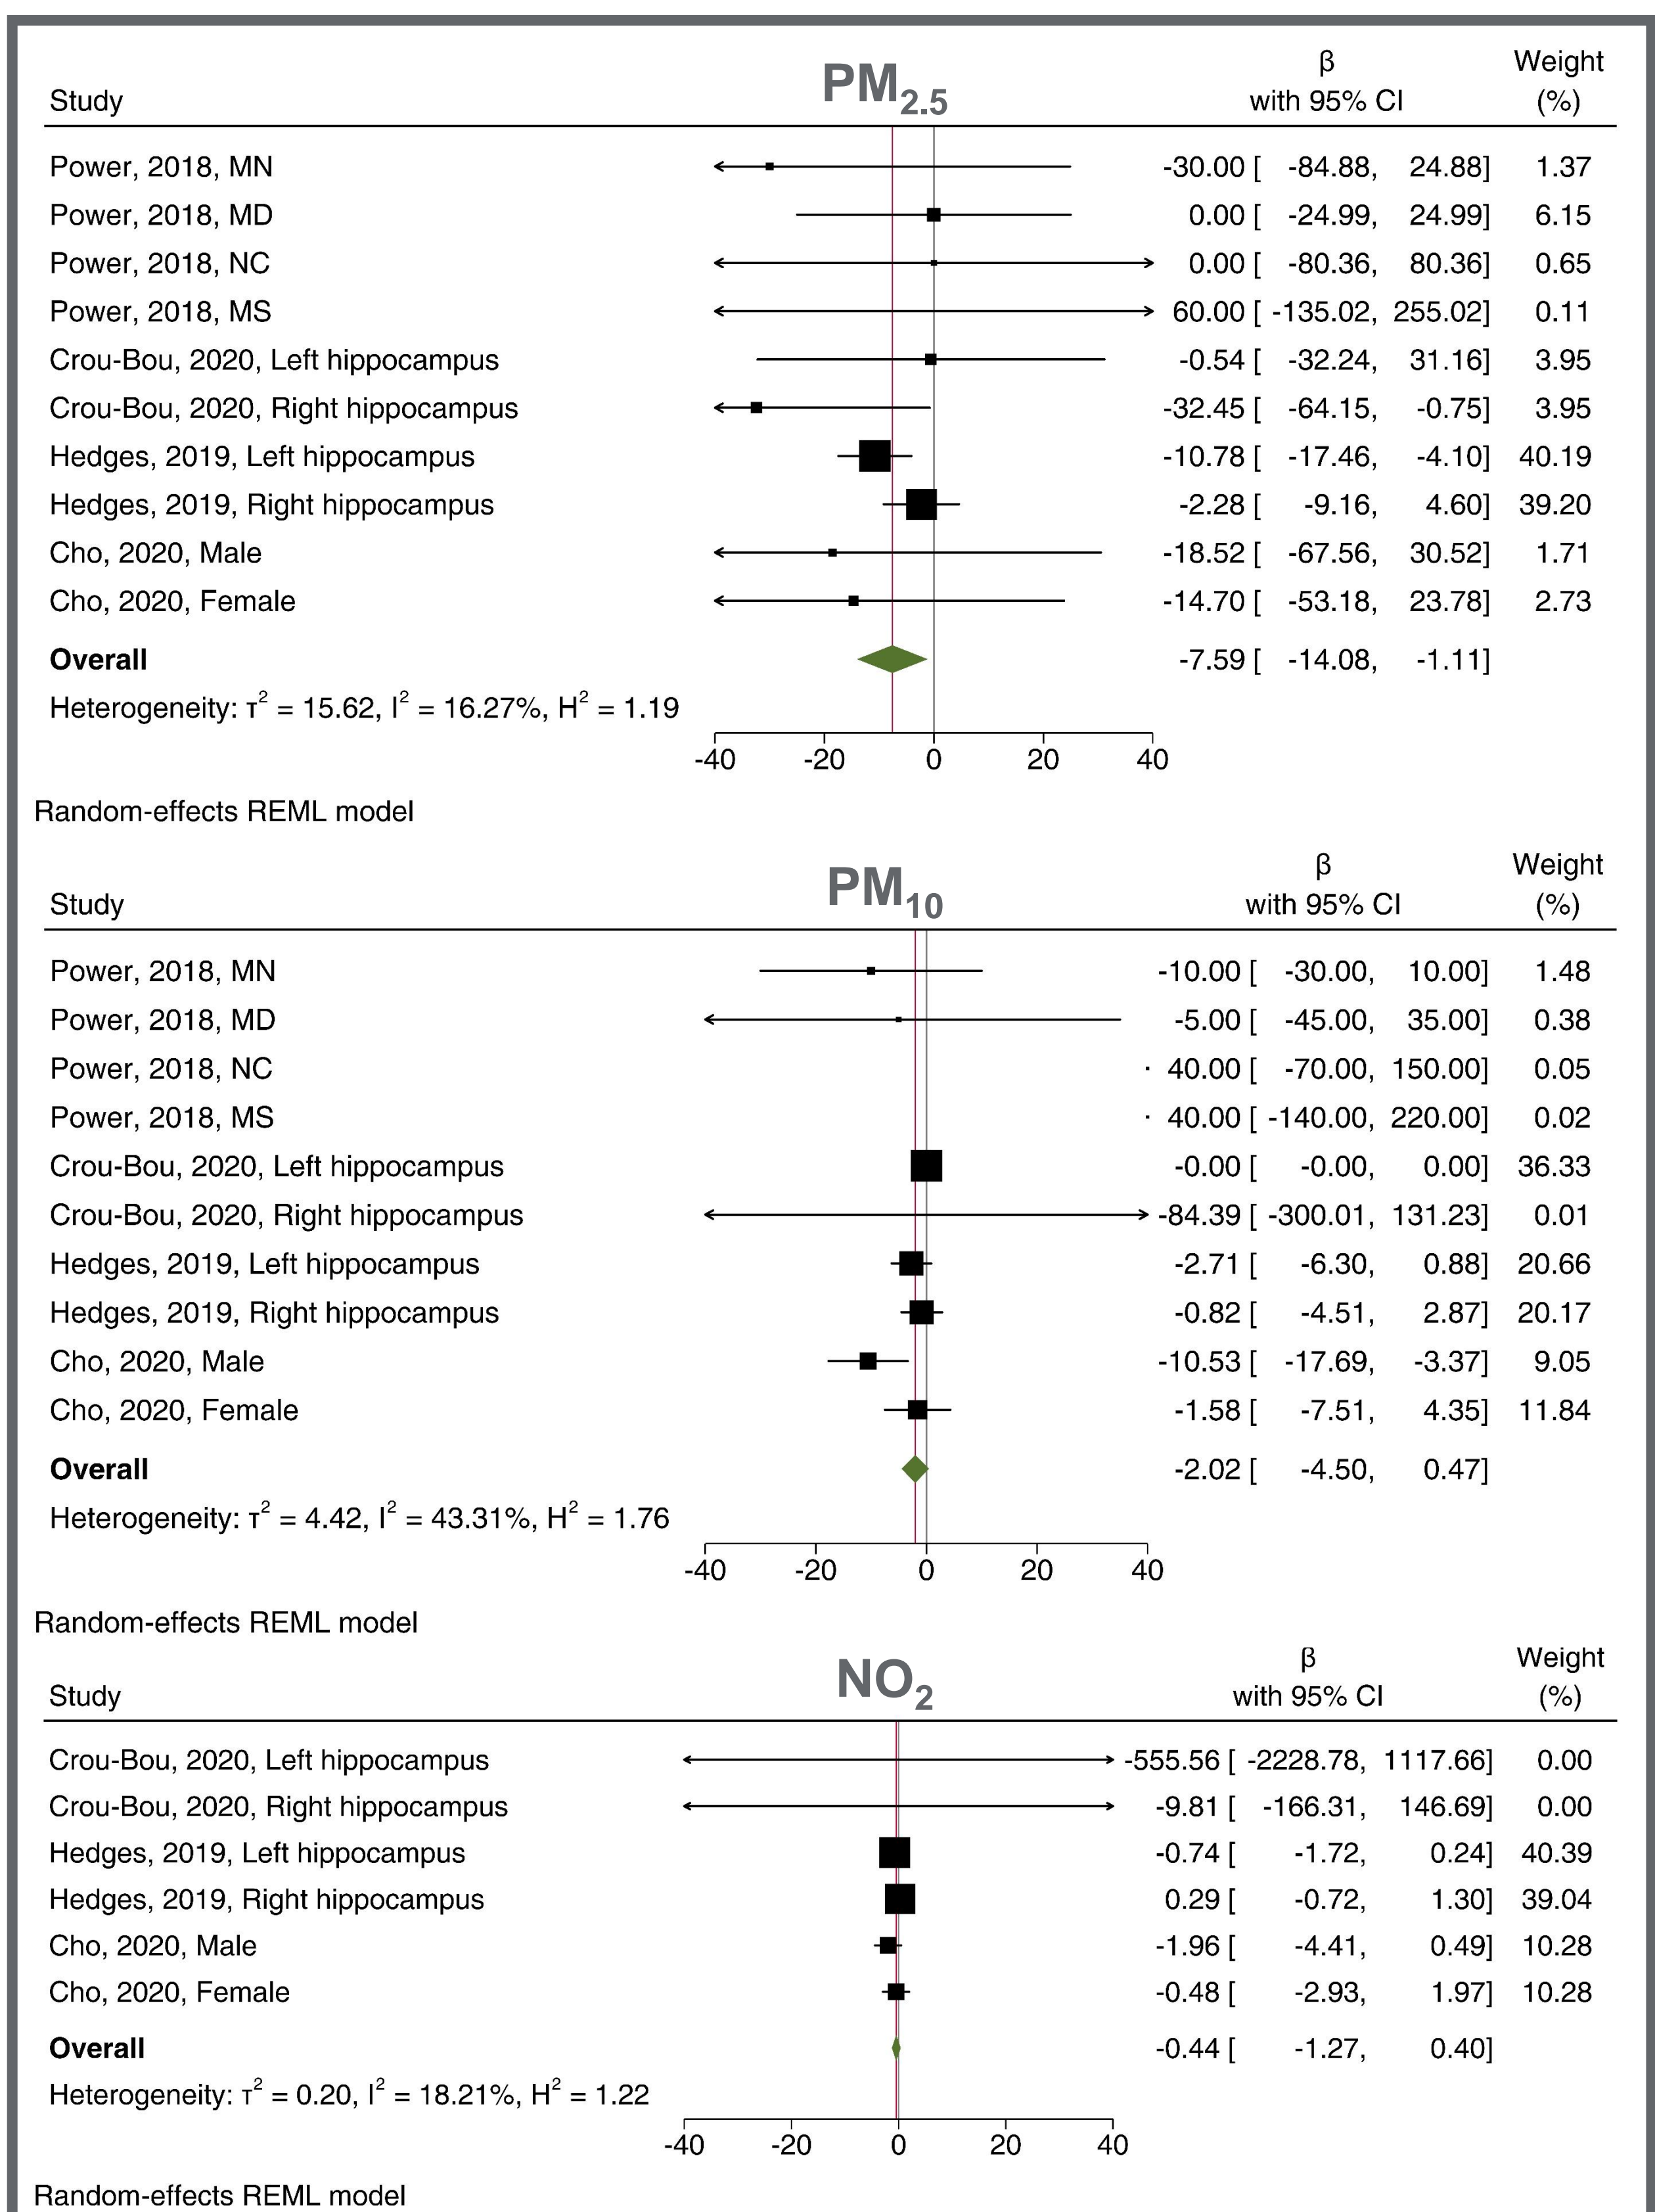 PM2.5
β Weight
Study with 95% CI (%)
Power, 2018, MN -30.00 [ -84.88, 24.88] 1.37
Power, 2018, MD 0.00 [ -24.99, 24.99] 6.15
Power, 2018, NC 0.00 [ -80.36, 80.36] 0.65
Power, 2018, MS 60.00 [ -135.02, 255.02] 0.11
Crou-Bou, 2020, Left hippocampus -0.54 [ -32.24, 31.16] 3.95
Crou-Bou, 2020, Right hippocampus -32.45 [ -64.15, -0.75] 3.95
Hedges, 2019, Left hippocampus -10.78 [ -17.46, -4.10] 40.19
Hedges, 2019, Right hippocampus -2.28 [ -9.16, 4.60] 39.20
Cho, 2020, Male -18.52 [ -67.56, 30.52] 1.71
Cho, 2020, Female -14.70 [ -53.18, 23.78] 2.73
Overall -7.59 [ -14.08, -1.11]
Heterogeneity: τ² = 15.62, I² = 16.27%, H² = 1.19
-40 -20 0 20 40
Random-effects REML model
PM10
β Weight
Study with 95% CI (%)
Power, 2018, MN -10.00 [ -30.00, 10.00] 1.48
Power, 2018, MD -5.00 [ -45.00, 35.00] 0.38
Power, 2018, NC 40.00 [ -70.00, 150.00] 0.05
Power, 2018, MS 40.00 [ -140.00, 220.00] 0.02
Crou-Bou, 2020, Left hippocampus -0.00 [ -0.00, 0.00] 36.33
Crou-Bou, 2020, Right hippocampus -84.39 [ -300.01, 131.23] 0.01
Hedges, 2019, Left hippocampus -2.71 [ -6.30, 0.88] 20.66
Hedges, 2019, Right hippocampus -0.82 [ -4.51, 2.87] 20.17
Cho, 2020, Male -10.53 [ -17.69, -3.37] 9.05
Cho, 2020, Female -1.58 [ -7.51, 4.35] 11.84
Overall -2.02 [ -4.50, 0.47]
Heterogeneity: τ² = 4.42, I² = 43.31%, H² = 1.76
-40 -20 0 20 40
Random-effects REML model
NO2
β Weight
Study with 95% CI (%)
Crou-Bou, 2020, Left hippocampus -555.56 [ -2228.78, 1117.66] 0.00
Crou-Bou, 2020, Right hippocampus -9.81 [ -166.31, 146.69] 0.00
Hedges, 2019, Left hippocampus -0.74 [ -1.72, 0.24] 40.39
Hedges, 2019, Right hippocampus 0.29 [ -0.72, 1.30] 39.04
Cho, 2020, Male -1.96 [ -4.41, 0.49] 10.28
Cho, 2020, Female -0.48 [ -2.93, 1.97] 10.28
Overall -0.44 [ -1.27, 0.40]
Heterogeneity: τ² = 0.20, I² = 18.21%, H² = 1.22
-40 -20 0 20 40
Random-effects REML model